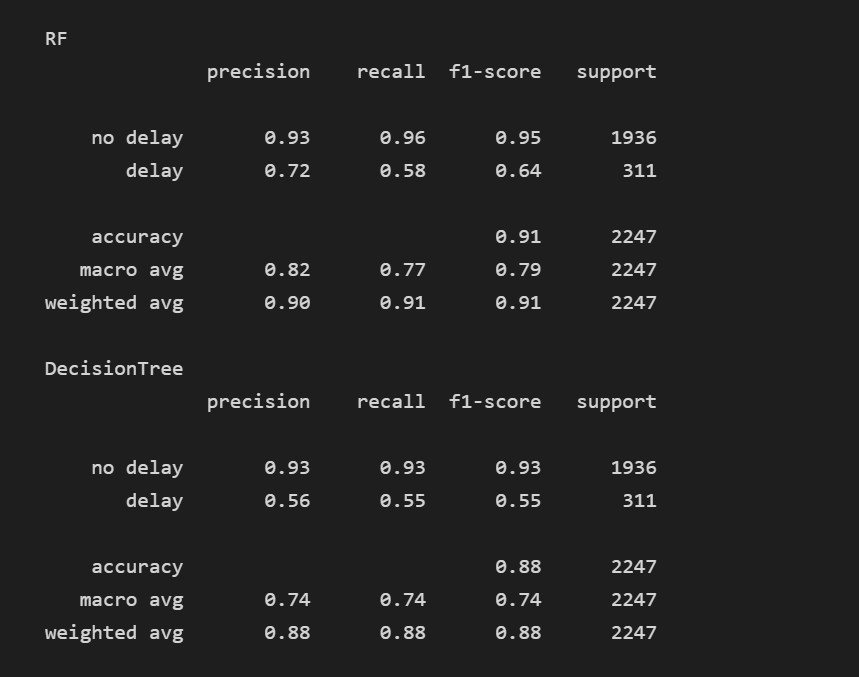 RF
precision recall f1-score support
no delay 0.93 0.96 0.95 1936
delay 0.72 0.58 0.64 311
accuracy 0.91 2247
macro avg 0.82 0.77 0.79 2247
weighted avg 0.90 0.91 0.91 2247
DecisionTree
precision recall f1-score support
no delay 0.93 0.93 0.93 1936
delay 0.56 0.55 0.55 311
accuracy 0.88 2247
macro avg 0.74 0.74 0.74 2247
weighted avg 0.88 0.88 0.88 2247